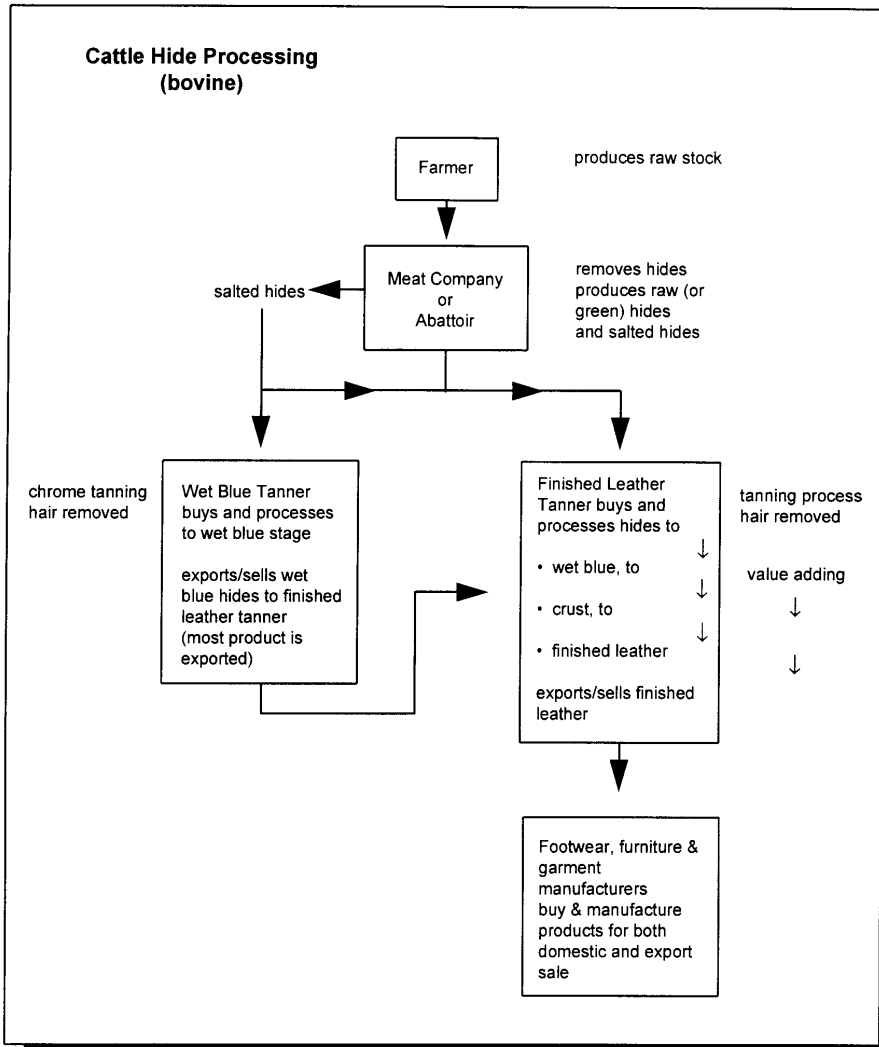 Cattle Hide Processing
(bovine)
Farmer
produces raw stock
Meat Company
or
Abattoir
removes hides
produces raw (or
green) hides
and salted hides
salted hides
chrome tanning
hair removed
Wet Blue Tanner
buys and processes
to wet blue stage
exports/sells wet
blue hides to finished
leather tanner
(most product is
exported)
Finished Leather
Tanner buys and
processes hides to
• wet blue, to
• crust, to
• finished leather
exports/sells finished
leather
tanning process
hair removed
value adding
Footwear, furniture &
garment
manufacturers
buy & manufacture
products for both
domestic and export
sale